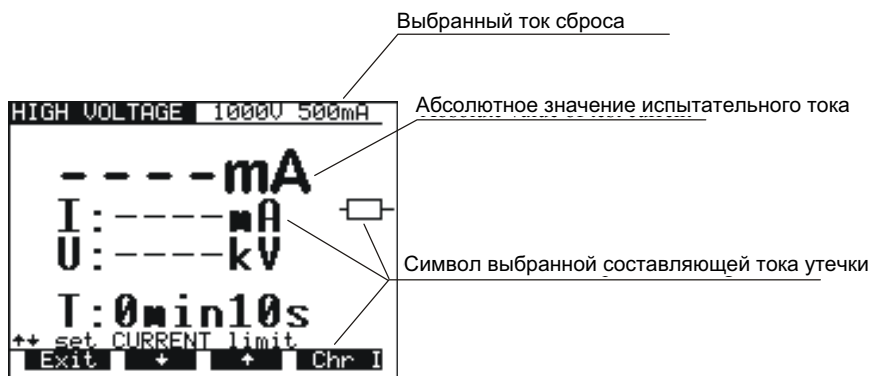 Выбранный ток сброса
HIGH VOLTAGE 1000V 500mA
Абсолютное значение испытательного тока
----mA
I:----mA
U:----kV
Символ выбранной составляющей тока утечки
T:0min10s
↑↓ set CURRENT limit
Exit ↓ ↑ Chr I